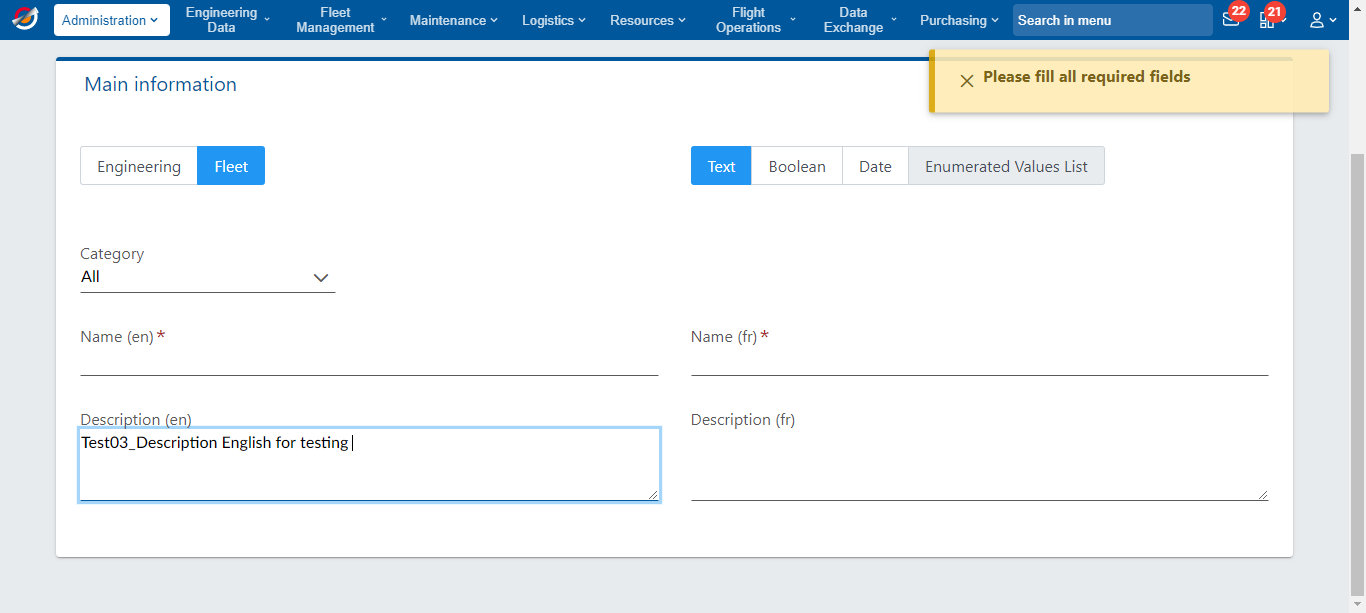 Administration
Engineering
Data
Fleet
Management
Maintenance
Logistics
Resources
Flight
Operations
Data
Exchange
Purchasing
Search in menu
22
21
Please fill all required fields
Main information
Engineering
Fleet
Text
Boolean
Date
Enumerated Values List
Category
All
Name (en) *
Name (fr) *
Description (en)
Test03_Description English for testing
Description (fr)